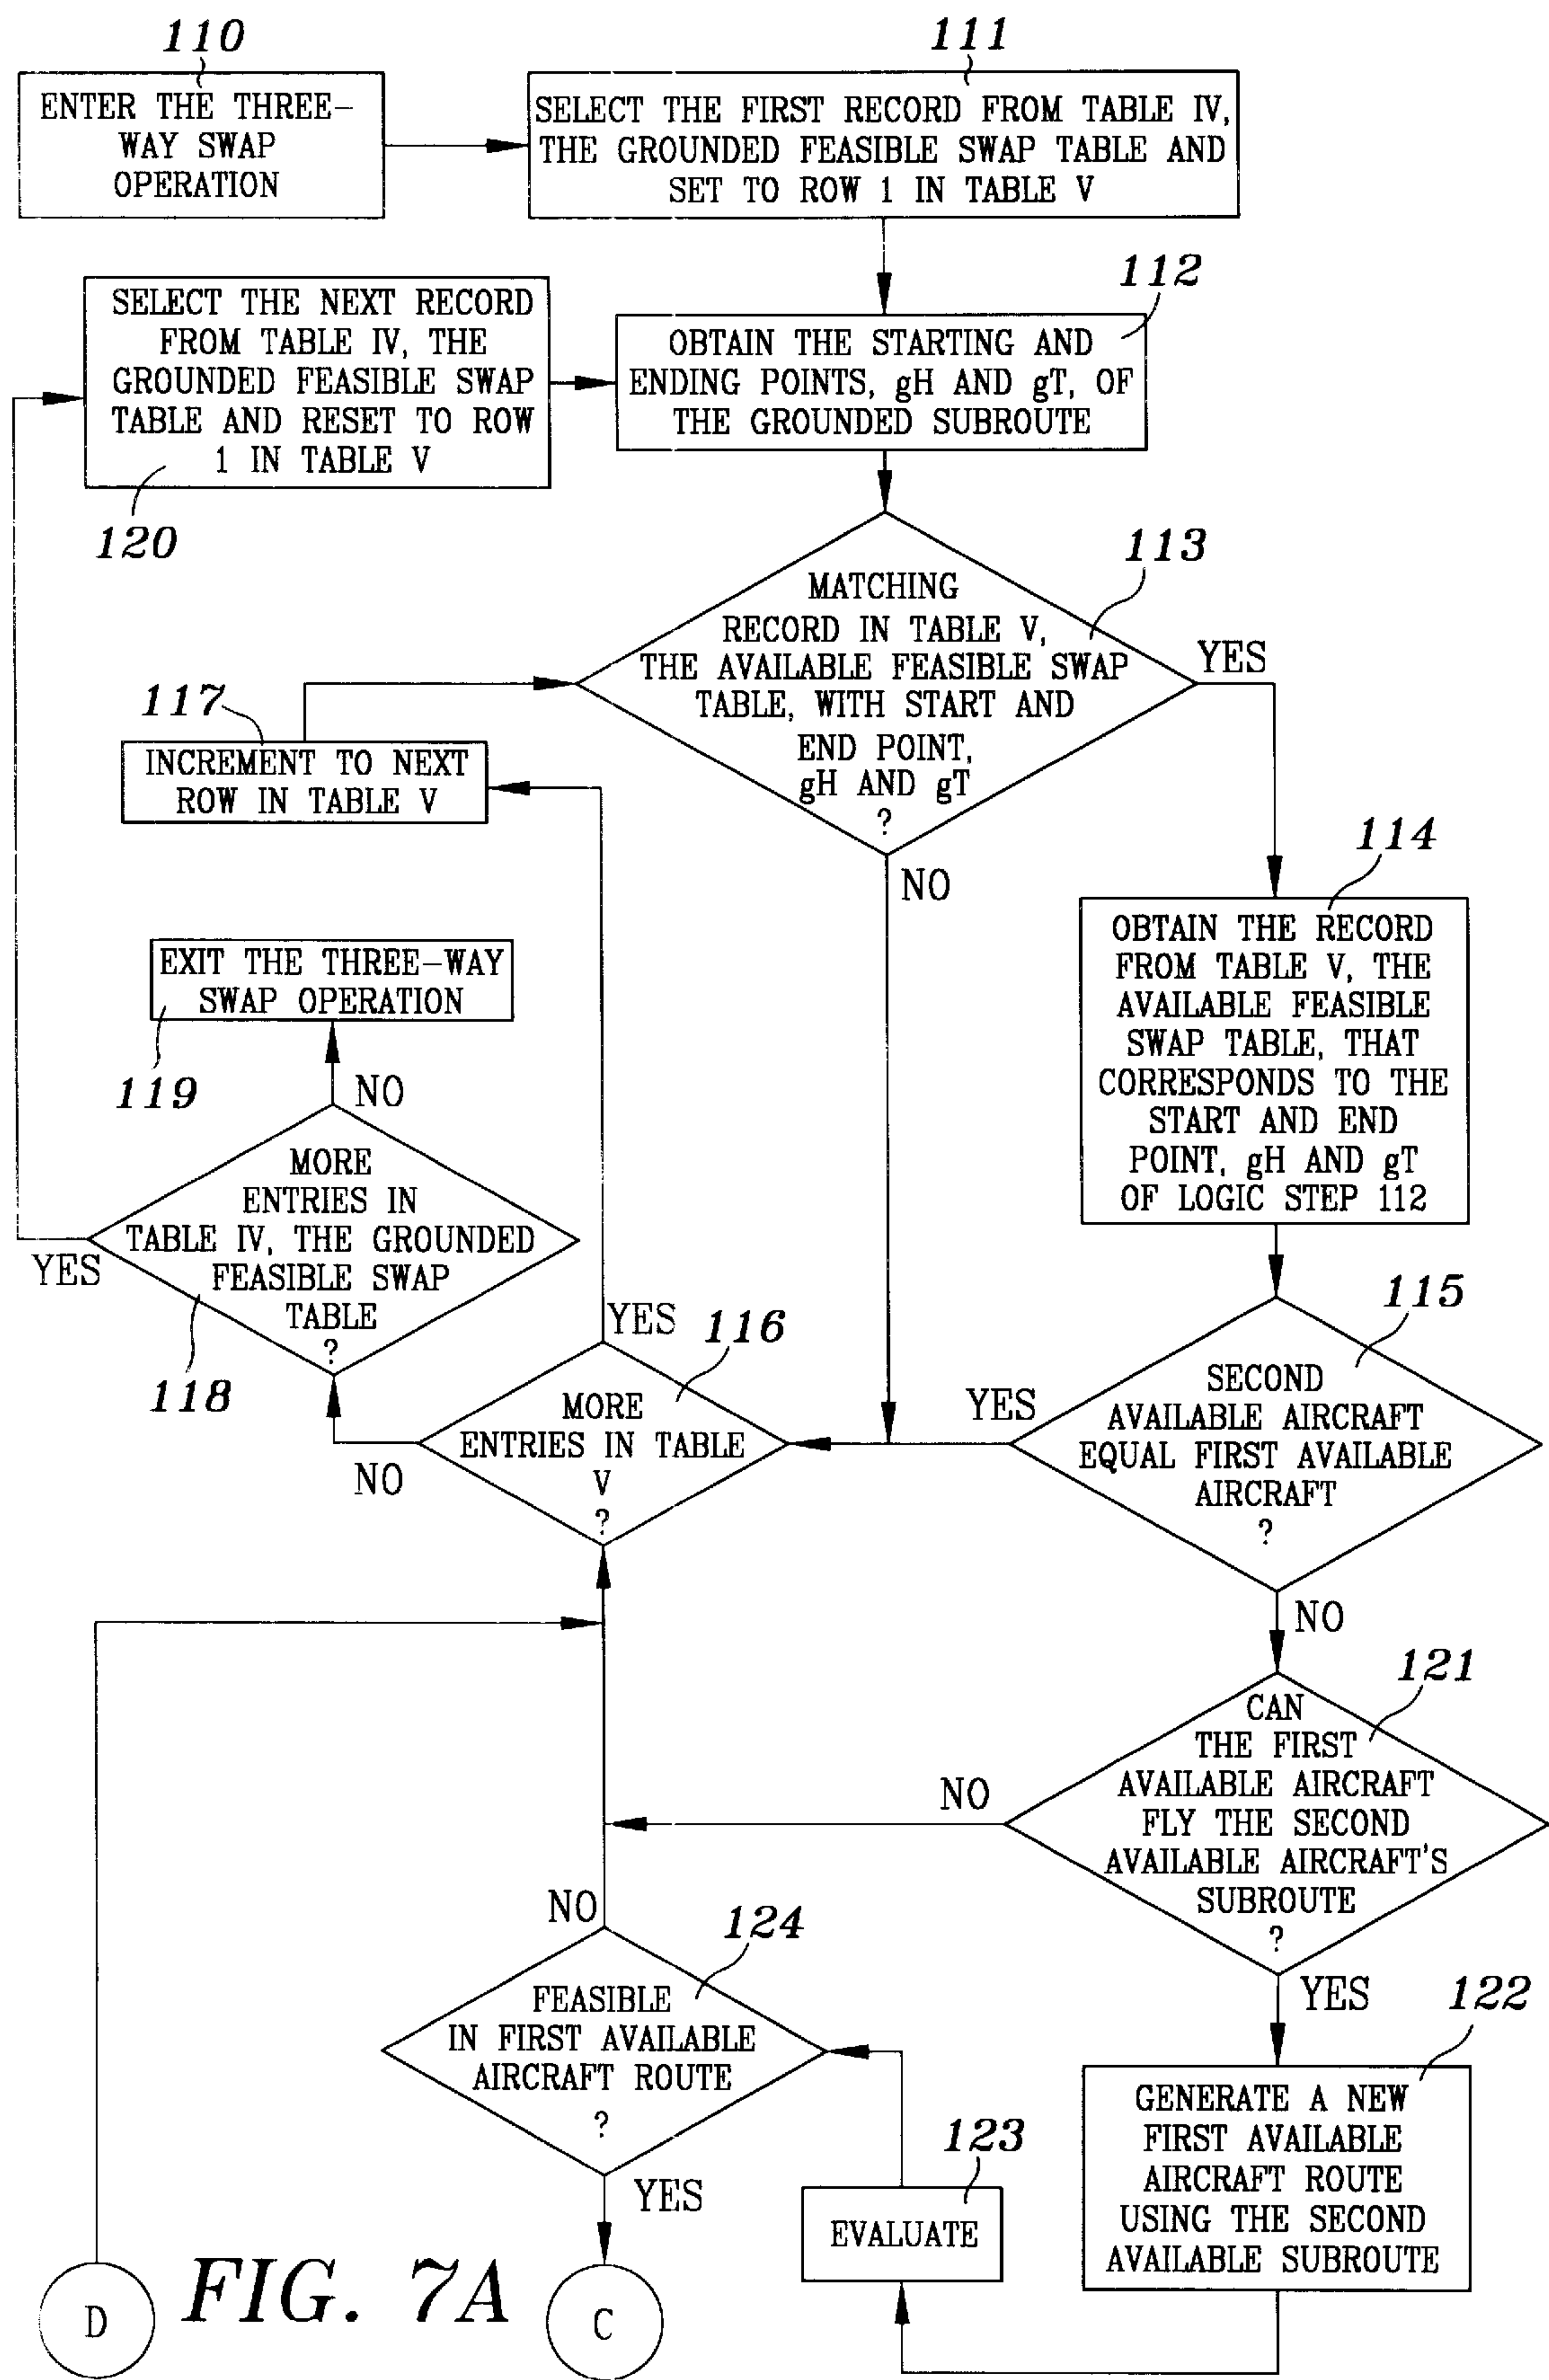 110
ENTER THE THREE-
WAY SWAP
OPERATION
111
SELECT THE FIRST RECORD FROM TABLE IV,
THE GROUNDED FEASIBLE SWAP TABLE AND
SET TO ROW 1 IN TABLE V
SELECT THE NEXT RECORD
FROM TABLE IV, THE
GROUNDED FEASIBLE SWAP
TABLE AND RESET TO ROW
1 IN TABLE V
120
112
OBTAIN THE STARTING AND
ENDING POINTS, gH AND gT, OF
THE GROUNDED SUBROUTE
113
MATCHING
RECORD IN TABLE V,
THE AVAILABLE FEASIBLE SWAP
TABLE, WITH START AND
END POINT,
gH AND gT
?
YES
NO
117
INCREMENT TO NEXT
ROW IN TABLE V
114
OBTAIN THE RECORD
FROM TABLE V, THE
AVAILABLE FEASIBLE
SWAP TABLE, THAT
CORRESPONDS TO THE
START AND END
POINT, gH AND gT
OF LOGIC STEP 112
EXIT THE THREE-WAY
SWAP OPERATION
119
NO
MORE
ENTRIES IN
TABLE IV, THE GROUNDED
FEASIBLE SWAP
TABLE
?
YES
118
YES
116
MORE
ENTRIES IN TABLE
V
?
NO
115
SECOND
AVAILABLE AIRCRAFT
EQUAL FIRST AVAILABLE
AIRCRAFT
?
YES
NO
121
CAN
THE FIRST
AVAILABLE AIRCRAFT
FLY THE SECOND
AVAILABLE AIRCRAFT'S
SUBROUTE
?
NO
YES
122
GENERATE A NEW
FIRST AVAILABLE
AIRCRAFT ROUTE
USING THE SECOND
AVAILABLE SUBROUTE
123
EVALUATE
NO
124
FEASIBLE
IN FIRST AVAILABLE
AIRCRAFT ROUTE
?
YES
D
FIG. 7A
C